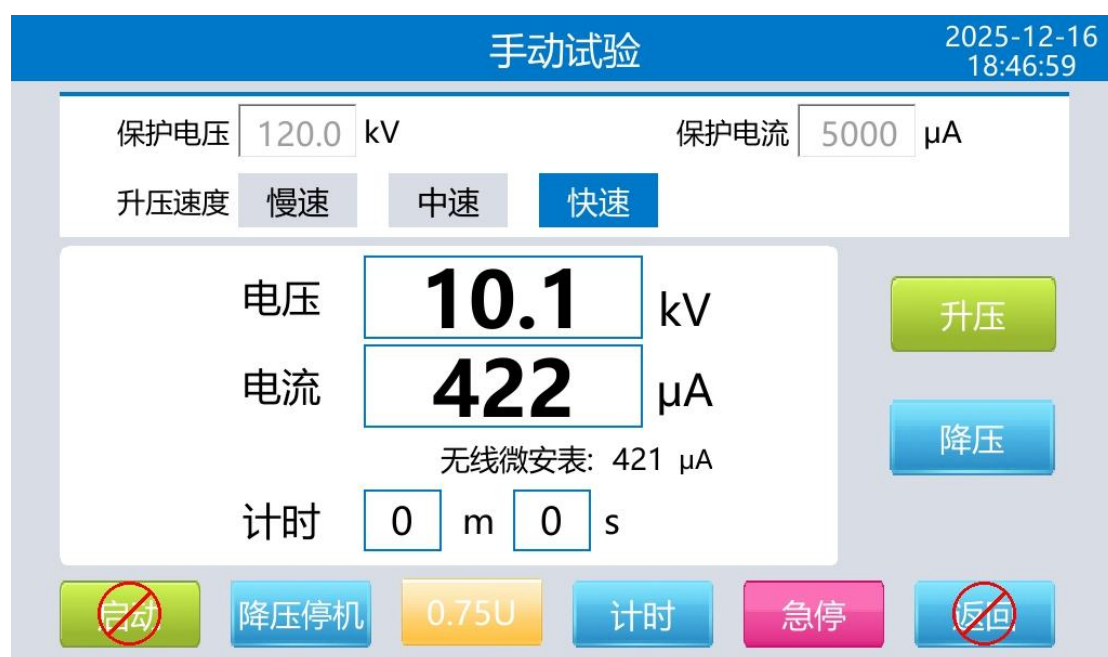 手动试验
2025-12-16
18:46:59
保护电压 120.0 kV 保护电流 5000 μA
升压速度 慢速 中速 快速
电压 10.1 kV
升压
电流 422 μA
降压
无线微安表: 421 μA
计时 0 m 0 s
启动 降压停机 0.75U 计时 急停 返回